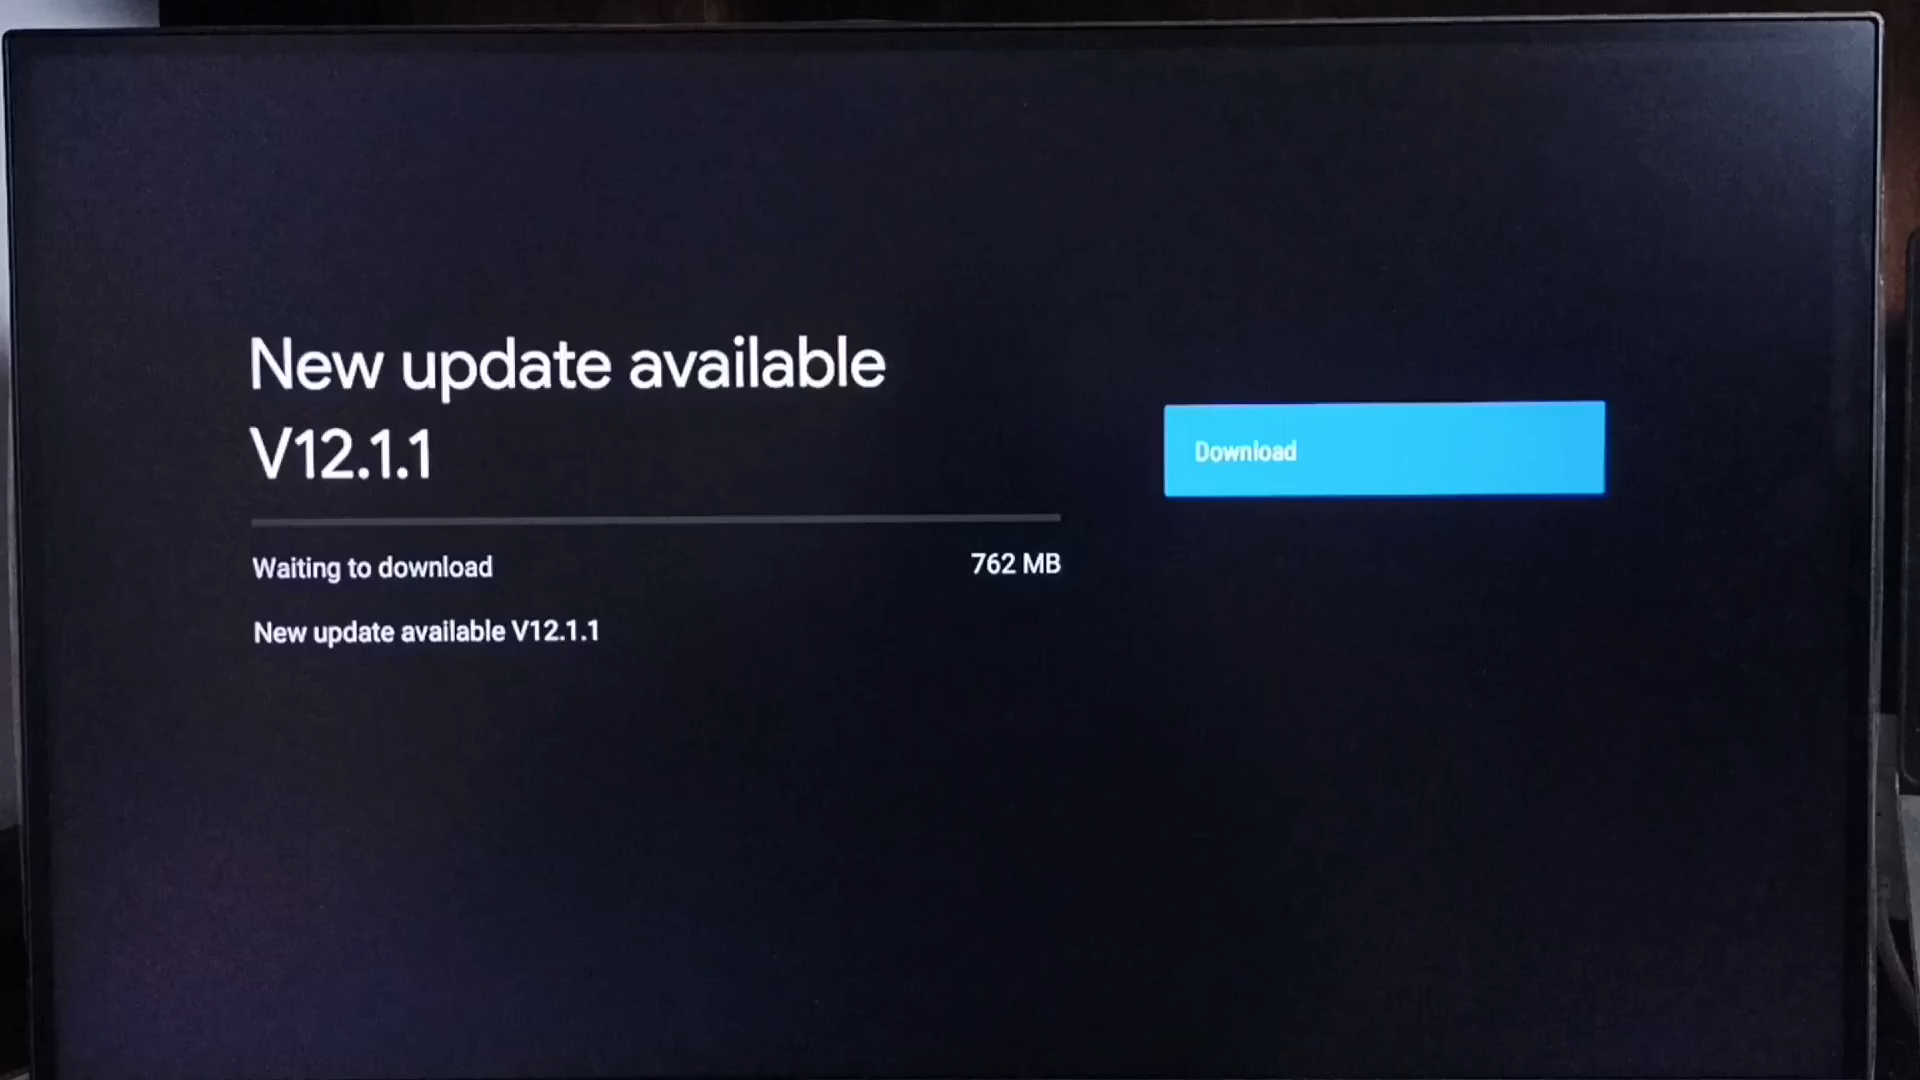 New update available
V12.1.1
Download
Waiting to download
762 MB
New update available V12.1.1